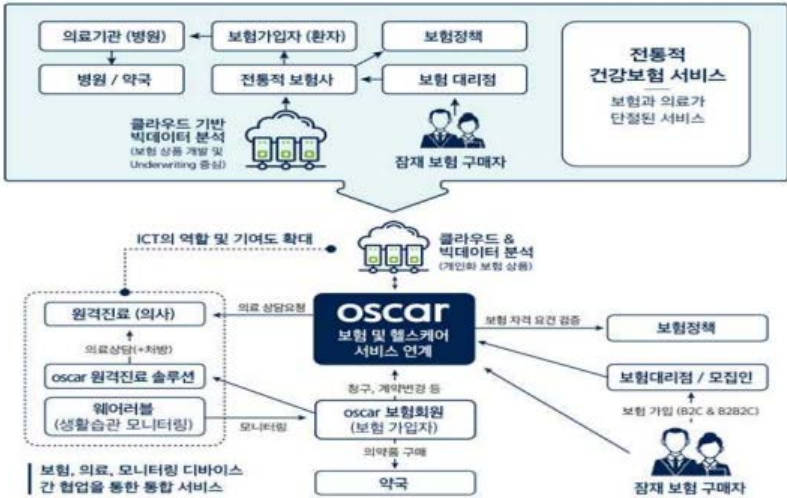 의료기관 (병원)
보험가입자 (환자)
보험정책
병원 / 약국
전통적 보험사
보험 대리점
클라우드 기반
빅데이터 분석
(보험 상품 개발 및
Underwriting 중심)
잠재 보험 구매자
전통적
건강보험 서비스
보험과 의료가
단절된 서비스
ICT의 역할 및 기여도 확대
클라우드 &
빅데이터 분석
(개인화 보험 상품)
원격진료 (의사)
의료 상담요청
oscar
보험 및 헬스케어
서비스 연계
보험 자격 요건 검증
보험정책
의료상담(+처방)
oscar 원격진료 솔루션
청구, 계약변경 등
보험대리점 / 모집인
웨어러블
(생활습관 모니터링)
모니터링
oscar 보험회원
(보험 가입자)
보험 가입 (B2C & B2B2C)
의약품 구매
보험, 의료, 모니터링 디바이스
간 협업을 통한 통합 서비스
약국
잠재 보험 구매자